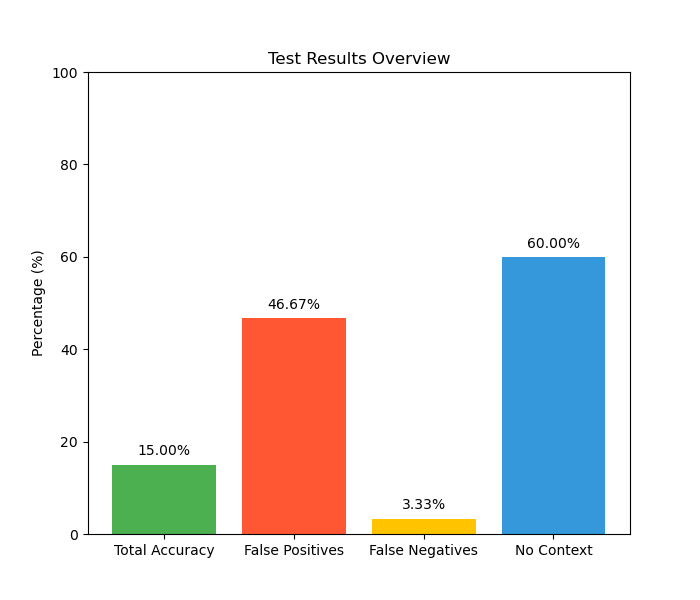 Test Results Overview
100
80
60
40
20
0
Percentage (%)
15.00%
46.67%
3.33%
60.00%
Total Accuracy
False Positives
False Negatives
No Context